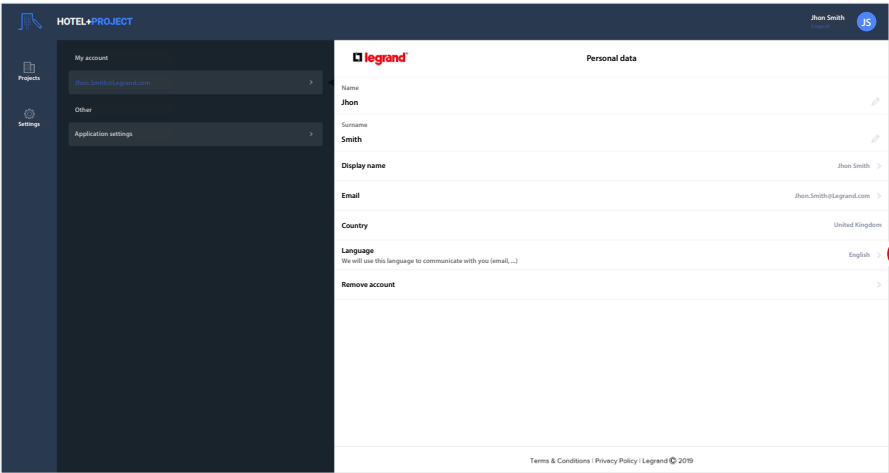 HOTEL+PROJECT
Jhon Smith
Logout
JS
Projects
Settings
My account
Jhon.Smith@Legrand.com
Other
Application settings
legrand
Personal data
Name
Jhon
Surname
Smith
Display name
Jhon Smith
Email
Jhon.Smith@Legrand.com
Country
United Kingdom
Language
We will use this language to communicate with you (email, ...)
English
Remove account
Terms & Conditions | Privacy Policy | Legrand © 2019